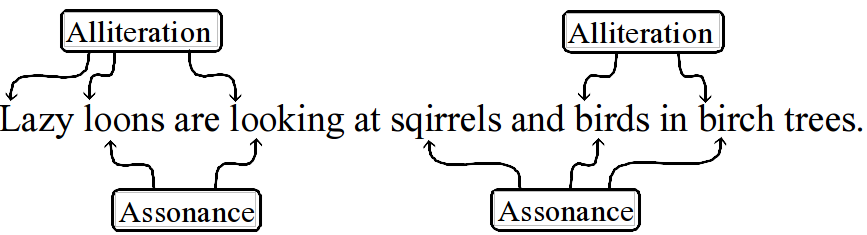 Alliteration Alliteration
Lazy loons are looking at sqirrels and birds in birch trees.
Assonance Assonance